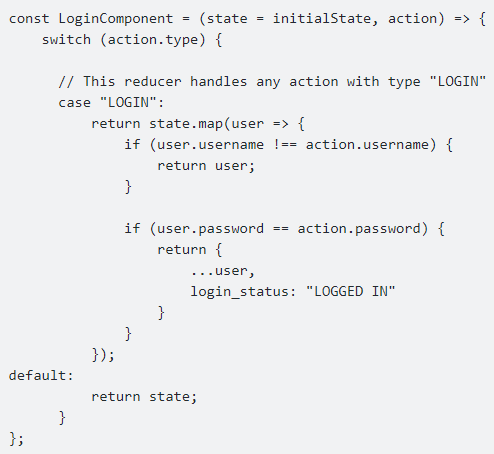 const LoginComponent = (state = initialState, action) => {
    switch (action.type) {

      // This reducer handles any action with type "LOGIN"
      case "LOGIN":
          return state.map(user => {
              if (user.username !== action.username) {
                  return user;
              }

              if (user.password == action.password) {
                  return {
                      ...user,
                      login_status: "LOGGED IN"
                  }
              }
          });
default:
          return state;
      }
};